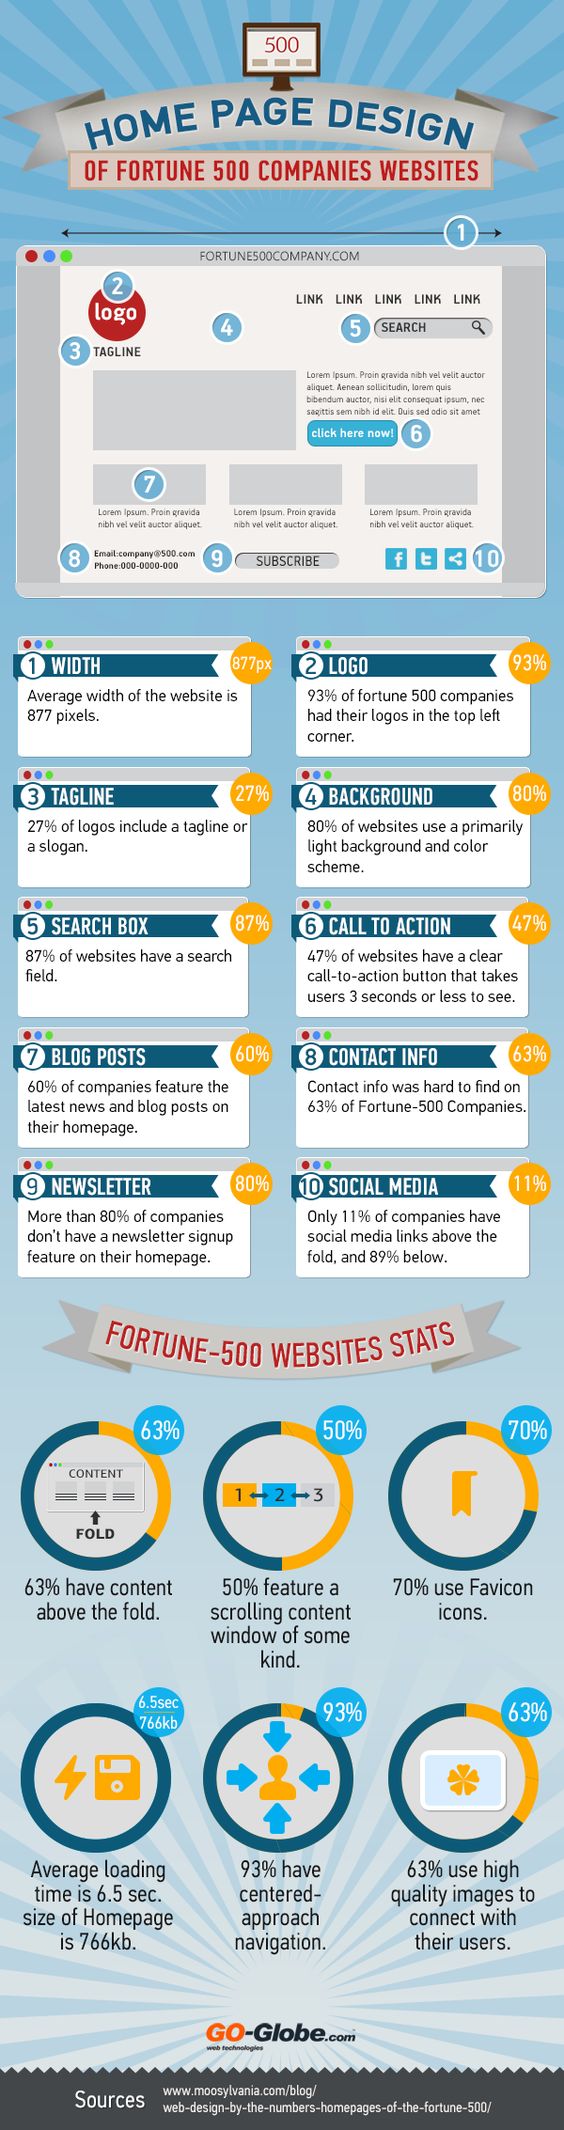 500
HOME PAGE DESIGN
OF FORTUNE 500 COMPANIES WEBSITES
1
FORTUNE500COMPANY.COM
2
logo
LINK LINK LINK LINK LINK
4
5 SEARCH
3 TAGLINE
Lorem Ipsum. Proin gravida nibh vel velit auctor
aliquet. Aenean sollicitudin, lorem quis
bibendum auctor, nisi elit consequat ipsum, nec
sagittis sem nibh id elit. Duis sed odio sit amet
click here now! 6
7
Lorem Ipsum. Proin gravida
nibh vel velit auctor aliquet.
Lorem Ipsum. Proin gravida
nibh vel velit auctor aliquet.
Lorem Ipsum. Proin gravida
nibh vel velit auctor aliquet.
8 Email:company@500.com
Phone:000-0000-000
9 SUBSCRIBE
f t 10
1 WIDTH 877px
Average width of the website is
877 pixels.
2 LOGO 93%
93% of fortune 500 companies
had their logos in the top left
corner.
3 TAGLINE 27%
27% of logos include a tagline or
a slogan.
4 BACKGROUND 80%
80% of websites use a primarily
light background and color
scheme.
5 SEARCH BOX 87%
87% of websites have a search
field.
6 CALL TO ACTION 47%
47% of websites have a clear
call-to-action button that takes
users 3 seconds or less to see.
7 BLOG POSTS 60%
60% of companies feature the
latest news and blog posts on
their homepage.
8 CONTACT INFO 63%
Contact info was hard to find on
63% of Fortune-500 Companies.
9 NEWSLETTER 80%
More than 80% of companies
don't have a newsletter signup
feature on their homepage.
10 SOCIAL MEDIA 11%
Only 11% of companies have
social media links above the
fold, and 89% below.
FORTUNE-500 WEBSITES STATS
63%
CONTENT
FOLD
63% have content
above the fold.
50%
1 2 3
50% feature a
scrolling content
window of some
kind.
70%
70% use Favicon
icons.
6.5sec
766kb
Average loading
time is 6.5 sec.
size of Homepage
is 766kb.
93%
93% have
centered-
approach
navigation.
63%
63% use high
quality images to
connect with
their users.
GO-Globe.com
web technologies
Sources
www.moosylvania.com/blog/
web-design-by-the-numbers-homepages-of-the-fortune-500/